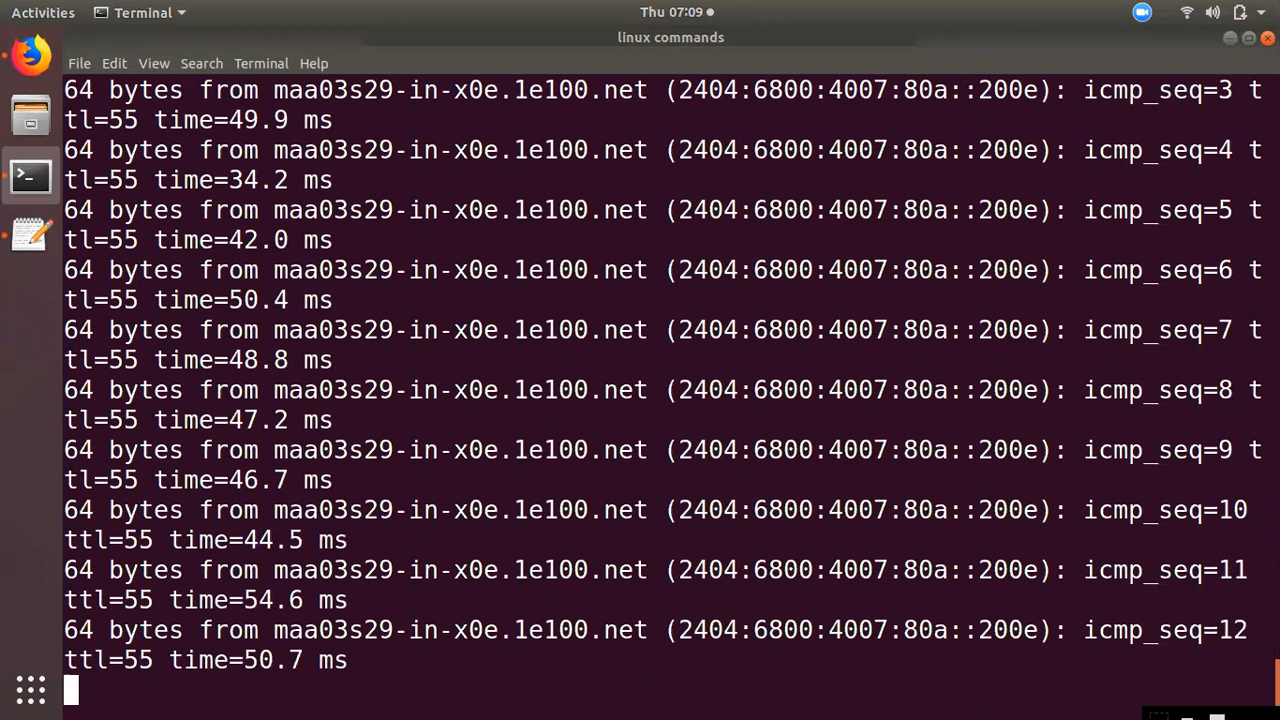 Activities Terminal Thu 07:09
linux commands
File Edit View Search Terminal Help
64 bytes from maa03s29-in-x0e.1e100.net (2404:6800:4007:80a::200e): icmp_seq=3 t
tl=55 time=49.9 ms
64 bytes from maa03s29-in-x0e.1e100.net (2404:6800:4007:80a::200e): icmp_seq=4 t
tl=55 time=34.2 ms
64 bytes from maa03s29-in-x0e.1e100.net (2404:6800:4007:80a::200e): icmp_seq=5 t
tl=55 time=42.0 ms
64 bytes from maa03s29-in-x0e.1e100.net (2404:6800:4007:80a::200e): icmp_seq=6 t
tl=55 time=50.4 ms
64 bytes from maa03s29-in-x0e.1e100.net (2404:6800:4007:80a::200e): icmp_seq=7 t
tl=55 time=48.8 ms
64 bytes from maa03s29-in-x0e.1e100.net (2404:6800:4007:80a::200e): icmp_seq=8 t
tl=55 time=47.2 ms
64 bytes from maa03s29-in-x0e.1e100.net (2404:6800:4007:80a::200e): icmp_seq=9 t
tl=55 time=46.7 ms
64 bytes from maa03s29-in-x0e.1e100.net (2404:6800:4007:80a::200e): icmp_seq=10
ttl=55 time=44.5 ms
64 bytes from maa03s29-in-x0e.1e100.net (2404:6800:4007:80a::200e): icmp_seq=11
ttl=55 time=54.6 ms
64 bytes from maa03s29-in-x0e.1e100.net (2404:6800:4007:80a::200e): icmp_seq=12
ttl=55 time=50.7 ms